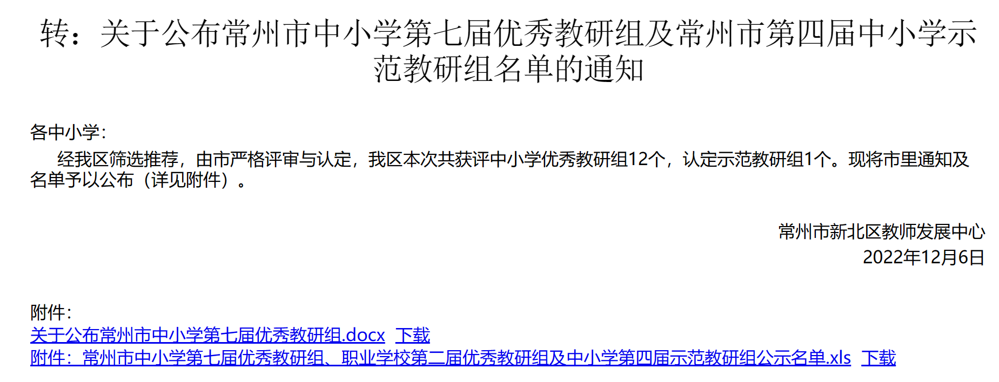 转：关于公布常州市中小学第七届优秀教研组及常州市第四届中小学示
范教研组名单的通知
各中小学：
经我区筛选推荐，由市严格评审与认定，我区本次共获评中小学优秀教研组12个，认定示范教研组1个。现将市里通知及
名单予以公布（详见附件）。
常州市新北区教师发展中心
2022年12月6日
附件：
关于公布常州市中小学第七届优秀教研组.docx 下载
附件：常州市中小学第七届优秀教研组、职业学校第二届优秀教研组及中小学第四届示范教研组公示名单.xls 下载